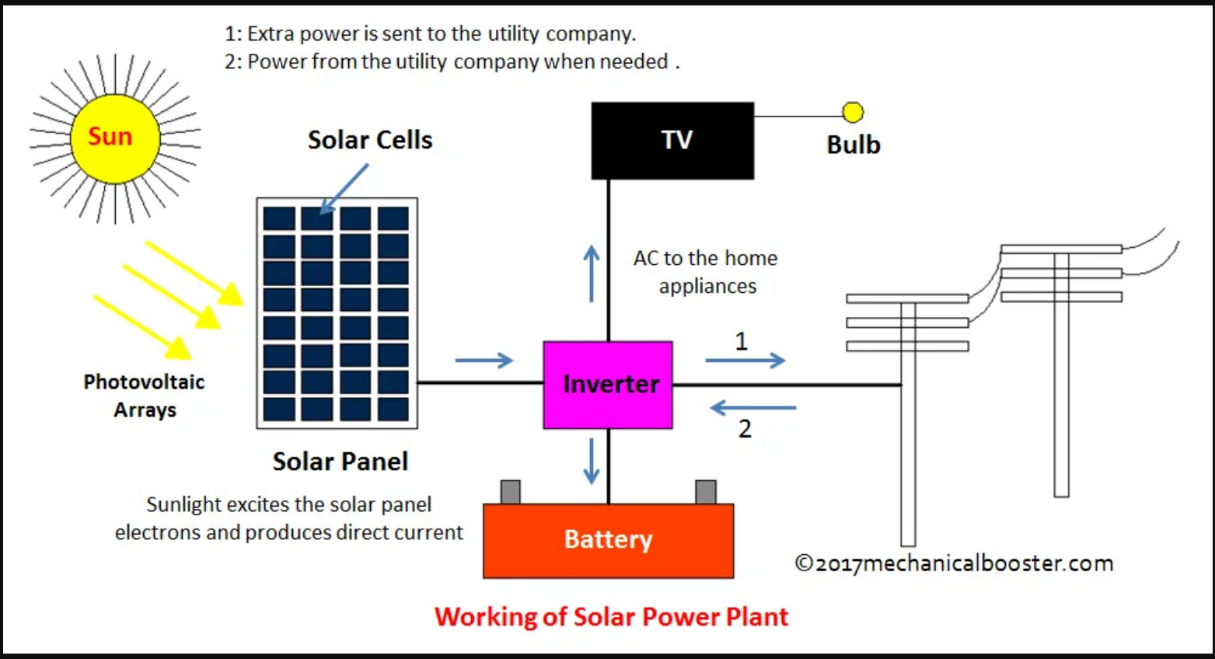 1: Extra power is sent to the utility company.
2: Power from the utility company when needed .
Sun
Solar Cells
TV
Bulb
AC to the home
appliances
Photovoltaic
Arrays
Inverter
1
2
Solar Panel
Sunlight excites the solar panel
electrons and produces direct current
Battery
©2017mechanicalbooster.com
Working of Solar Power Plant